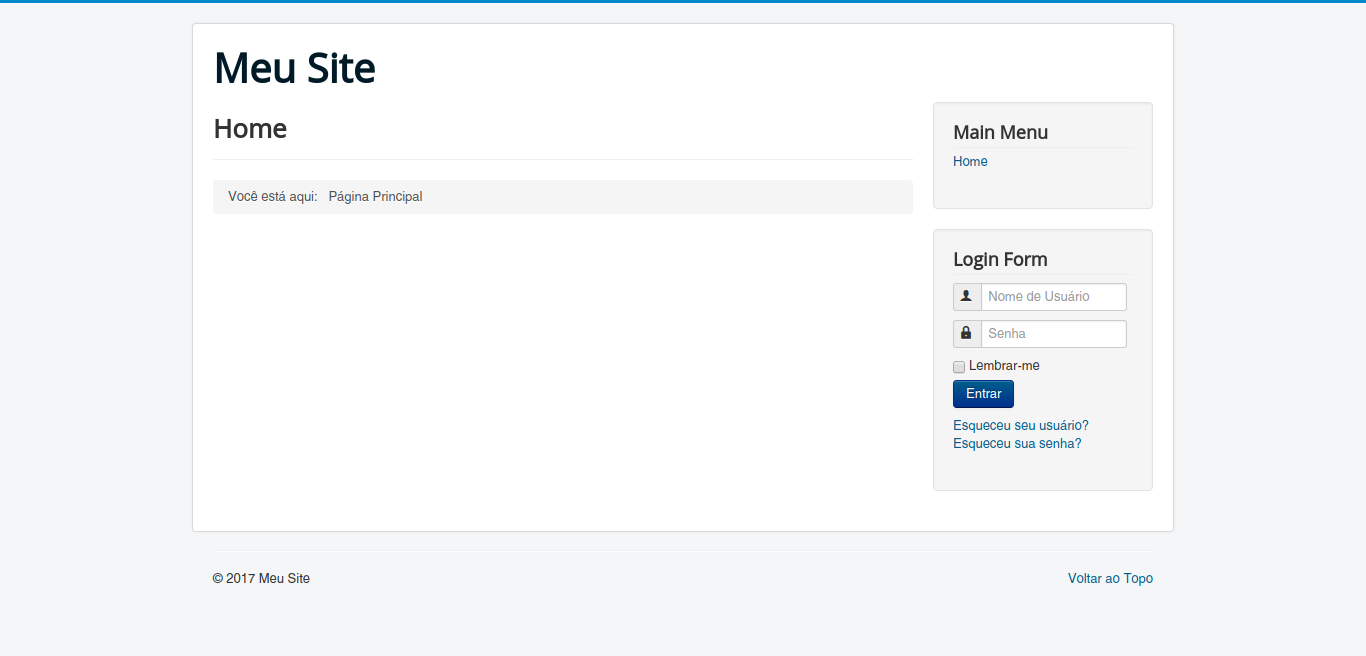 Meu Site
Home
Você está aqui: Página Principal
Main Menu
Home
Login Form
Nome de Usuário
Senha
Lembrar-me
Entrar
Esqueceu seu usuário?
Esqueceu sua senha?
© 2017 Meu Site
Voltar ao Topo